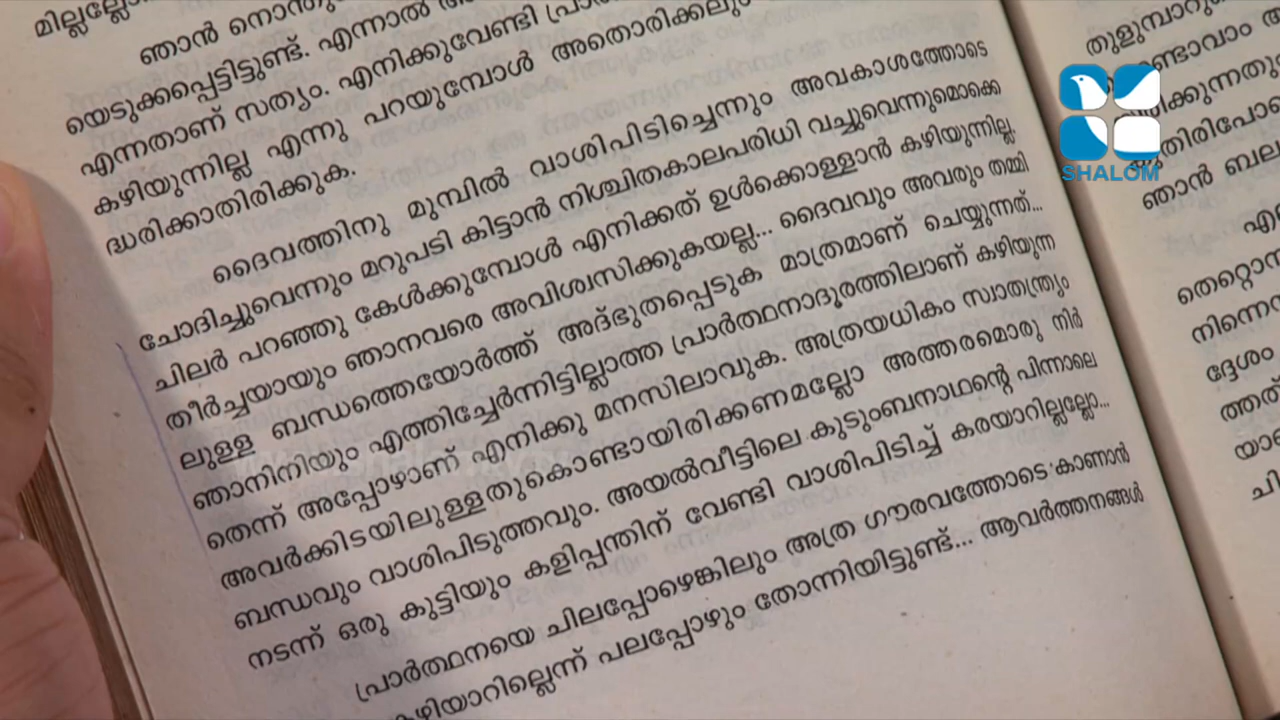 മില്ലല്ലോ...
ഞാൻ
യെടുക്കപ്പെട്ടിട്ടുണ്ട്. എന്നാൽ
എന്നതാണ് സത്യം. എനിക്കുവേണ്ടി
കഴിയുന്നില്ല എന്നു പറയുമ്പോൾ അതൊരിക്കലും
ദ്ധരിക്കാതിരിക്കുക.
ദൈവത്തിനു മുമ്പിൽ വാശിപിടിച്ചെന്നും അവകാശത്തോടെ
ചോദിച്ചുവെന്നും മറുപടി കിട്ടാൻ നിശ്ചിതകാലപരിധി വച്ചുവെന്നുമൊക്കെ
ചിലർ പറഞ്ഞു കേൾക്കുമ്പോൾ എനിക്കത് ഉൾക്കൊള്ളാൻ കഴിയുന്നില്ല.
തീർച്ചയായും ഞാനവരെ അവിശ്വസിക്കുകയല്ല... ദൈവവും അവരും തമ്മി
ലുള്ള ബന്ധത്തെയോർത്ത് അദ്ഭുതപ്പെടുക മാത്രമാണ് ചെയ്യുന്നത്...
ഞാനിനിയും എത്തിച്ചേർന്നിട്ടില്ലാത്ത പ്രാർത്ഥനാദൂരത്തിലാണ് കഴിയുന്ന
തെന്ന് അപ്പോഴാണ് എനിക്കു മനസിലാവുക. അത്രയധികം സ്വാതന്ത്ര്യം
അവർക്കിടയിലുള്ളതുകൊണ്ടായിരിക്കണമല്ലോ അത്തരമൊരു നിർ
ബന്ധവും വാശിപിടുത്തവും. അയൽവീട്ടിലെ കുടുംബനാഥന്റെ പിന്നാലെ
നടന്ന് ഒരു കുട്ടിയും കളിപ്പന്തിന് വേണ്ടി വാശിപിടിച്ച് കരയാറില്ലല്ലോ...
പ്രാർത്ഥനയെ ചിലപ്പോഴെങ്കിലും അത്ര ഗൗരവത്തോടെ കാണാൻ
കഴിയാറില്ലെന്ന് പലപ്പോഴും തോന്നിയിട്ടുണ്ട്... ആവർത്തനങ്ങൾ
ഞാൻ
തെറ്റൊന്
നിന്നെന
ദ്ദേശം
ത്തത്
SHALOM